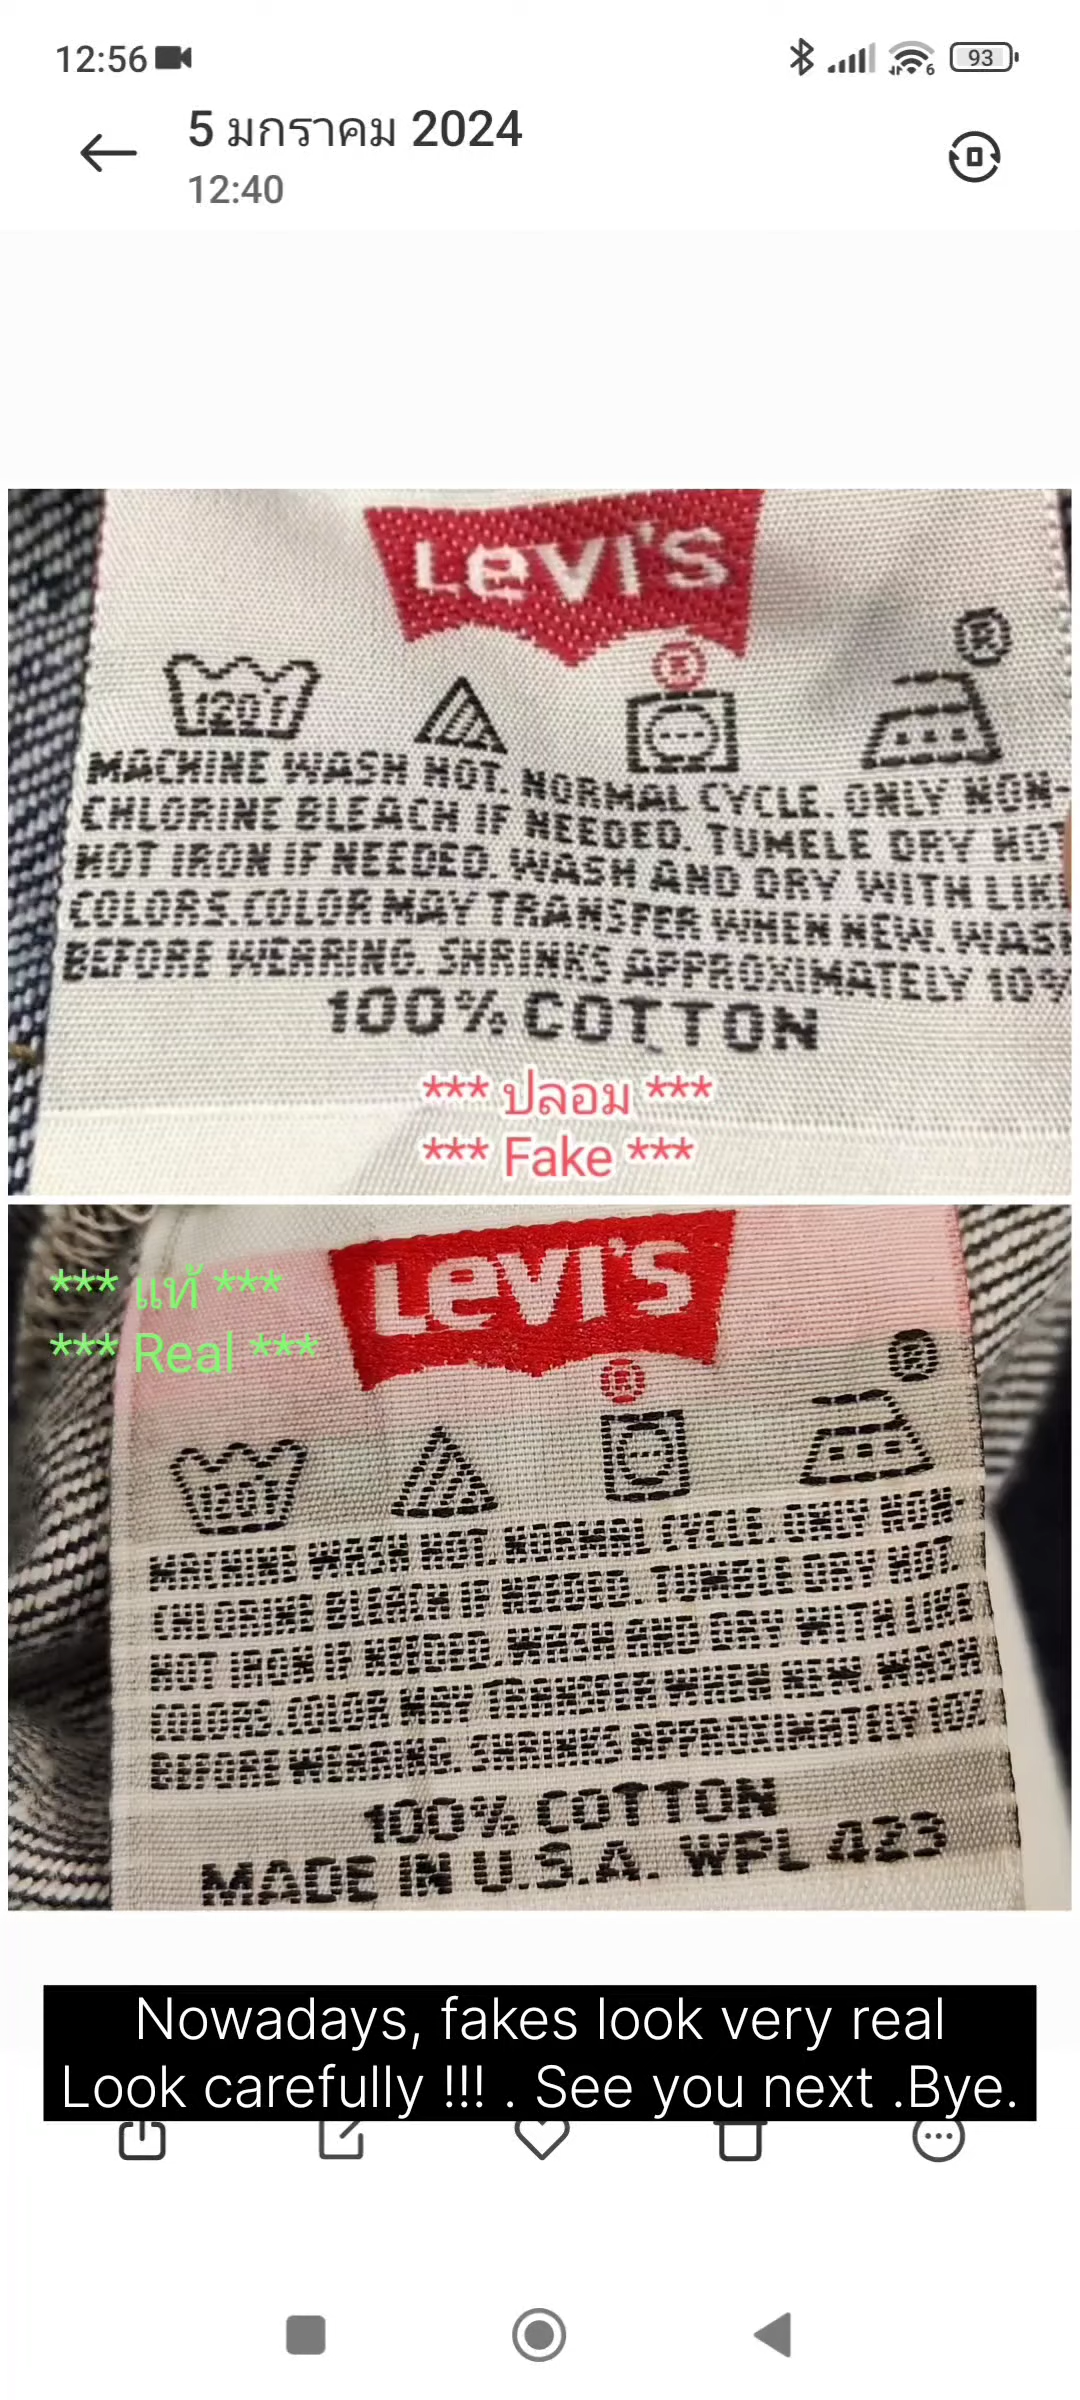 12:56
93
5 มกราคม 2024
12:40
Levi's
®
®
120°f
MACHINE WASH HOT. NORMAL CYCLE. ONLY NON-
CHLORINE BLEACH IF NEEDED. TUMELE DRY HOT
HOT IRON IF NEEDED. WASH AND DRY WITH LIK
COLORS.COLOR MAY TRANSFER WHEN NEW. WASH
BEFORE WEARING. SHRINKS APPROXIMATELY 10%
100% COTTON
*** ปลอม ***
*** Fake ***
Levi's
*** แท้ ***
*** Real ***
®
®
120°f
MACHINE WASH HOT. NORMAL CYCLE. ONLY NON-
CHLORINE BLEACH IF NEEDED. TUMBLE DRY HOT.
HOT IRON IF NEEDED. WASH AND DRY WITH LIKE
COLORS.COLOR MAY TRANSFER WHEN NEW. WASH
BEFORE WEARING. SHRINKS APPROXIMATELY 10%
100% COTTON
MADE IN U.S.A. WPL 423
Nowadays, fakes look very real
Look carefully !!! . See you next .Bye.